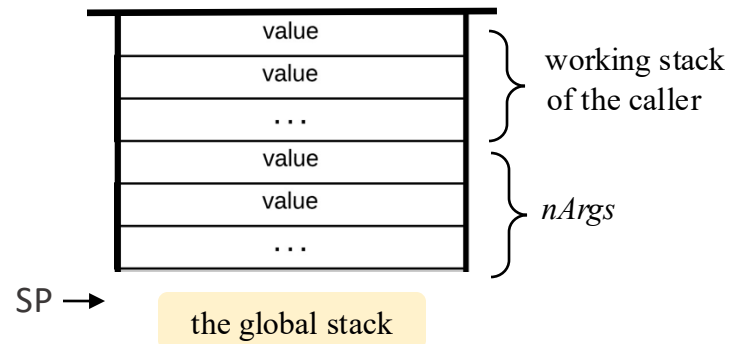 value
value
...
value
value
...
working stack
of the caller
nArgs
SP
the global stack